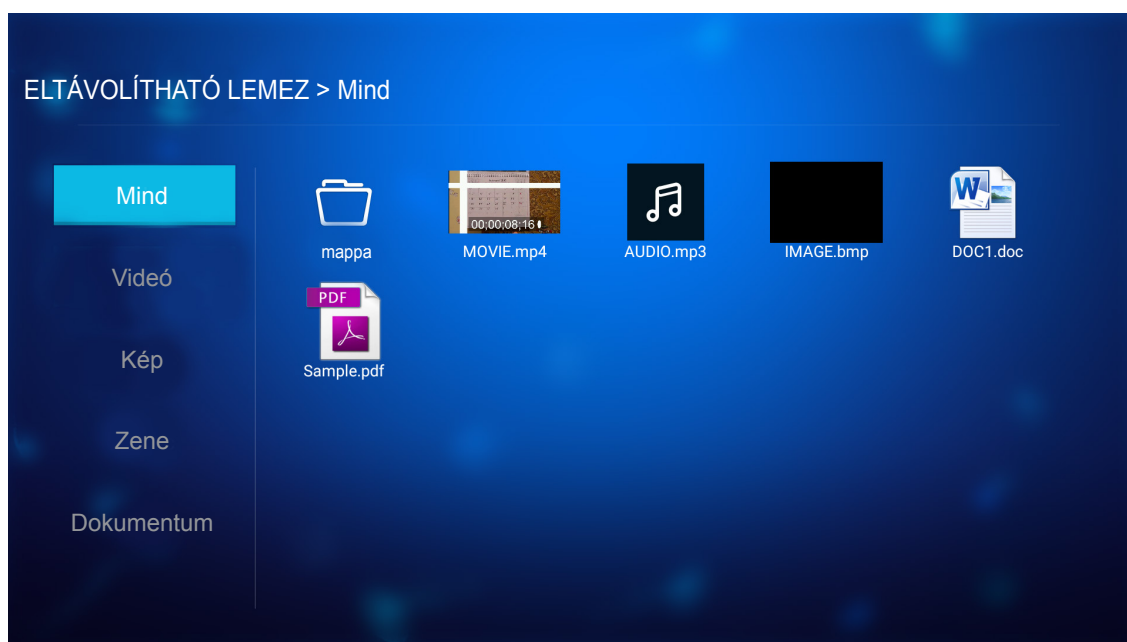 ELTÁVOLÍTHATÓ LEMEZ > Mind
Mind
Videó
Kép
Zene
Dokumentum
mappa
00;00;08;16
MOVIE.mp4
AUDIO.mp3
IMAGE.bmp
W
DOC1.doc
PDF
Sample.pdf